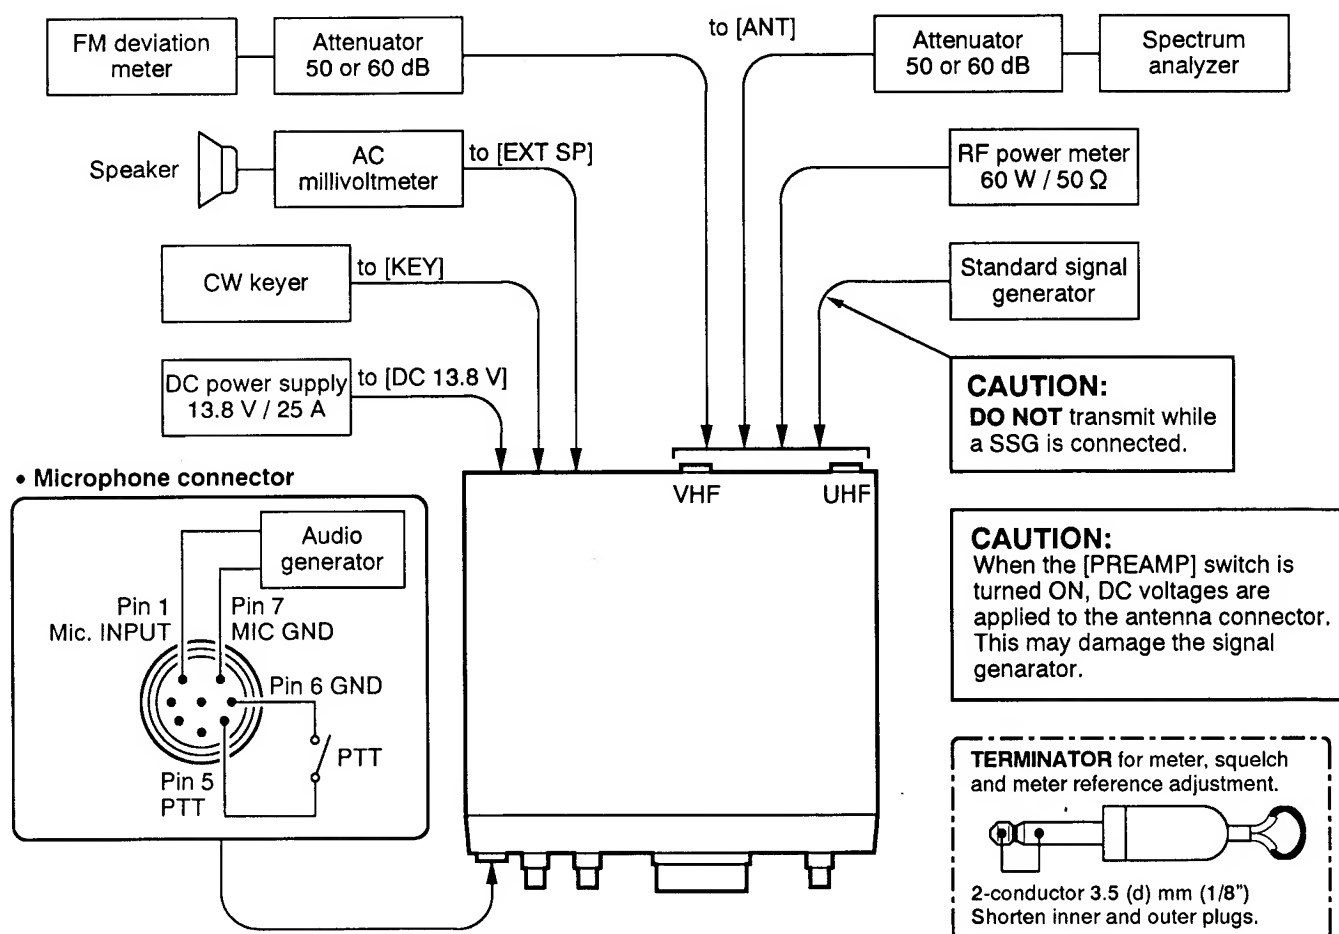 FM deviation
meter
Attenuator
50 or 60 dB
to [ANT]
Attenuator
50 or 60 dB
Spectrum
analyzer
Speaker
AC
millivoltmeter
to [EXT SP]
RF power meter
60 W / 50 Ω
CW keyer
to [KEY]
Standard signal
generator
DC power supply
13.8 V / 25 A
to [DC 13.8 V]
CAUTION:
DO NOT transmit while
a SSG is connected.
• Microphone connector
VHF
UHF
Audio
generator
Pin 1
Mic. INPUT
Pin 7
MIC GND
Pin 6 GND
PTT
Pin 5
PTT
CAUTION:
When the [PREAMP] switch is
turned ON, DC voltages are
applied to the antenna connector.
This may damage the signal
genarator.
TERMINATOR for meter, squelch
and meter reference adjustment.
2-conductor 3.5 (d) mm (1/8")
Shorten inner and outer plugs.